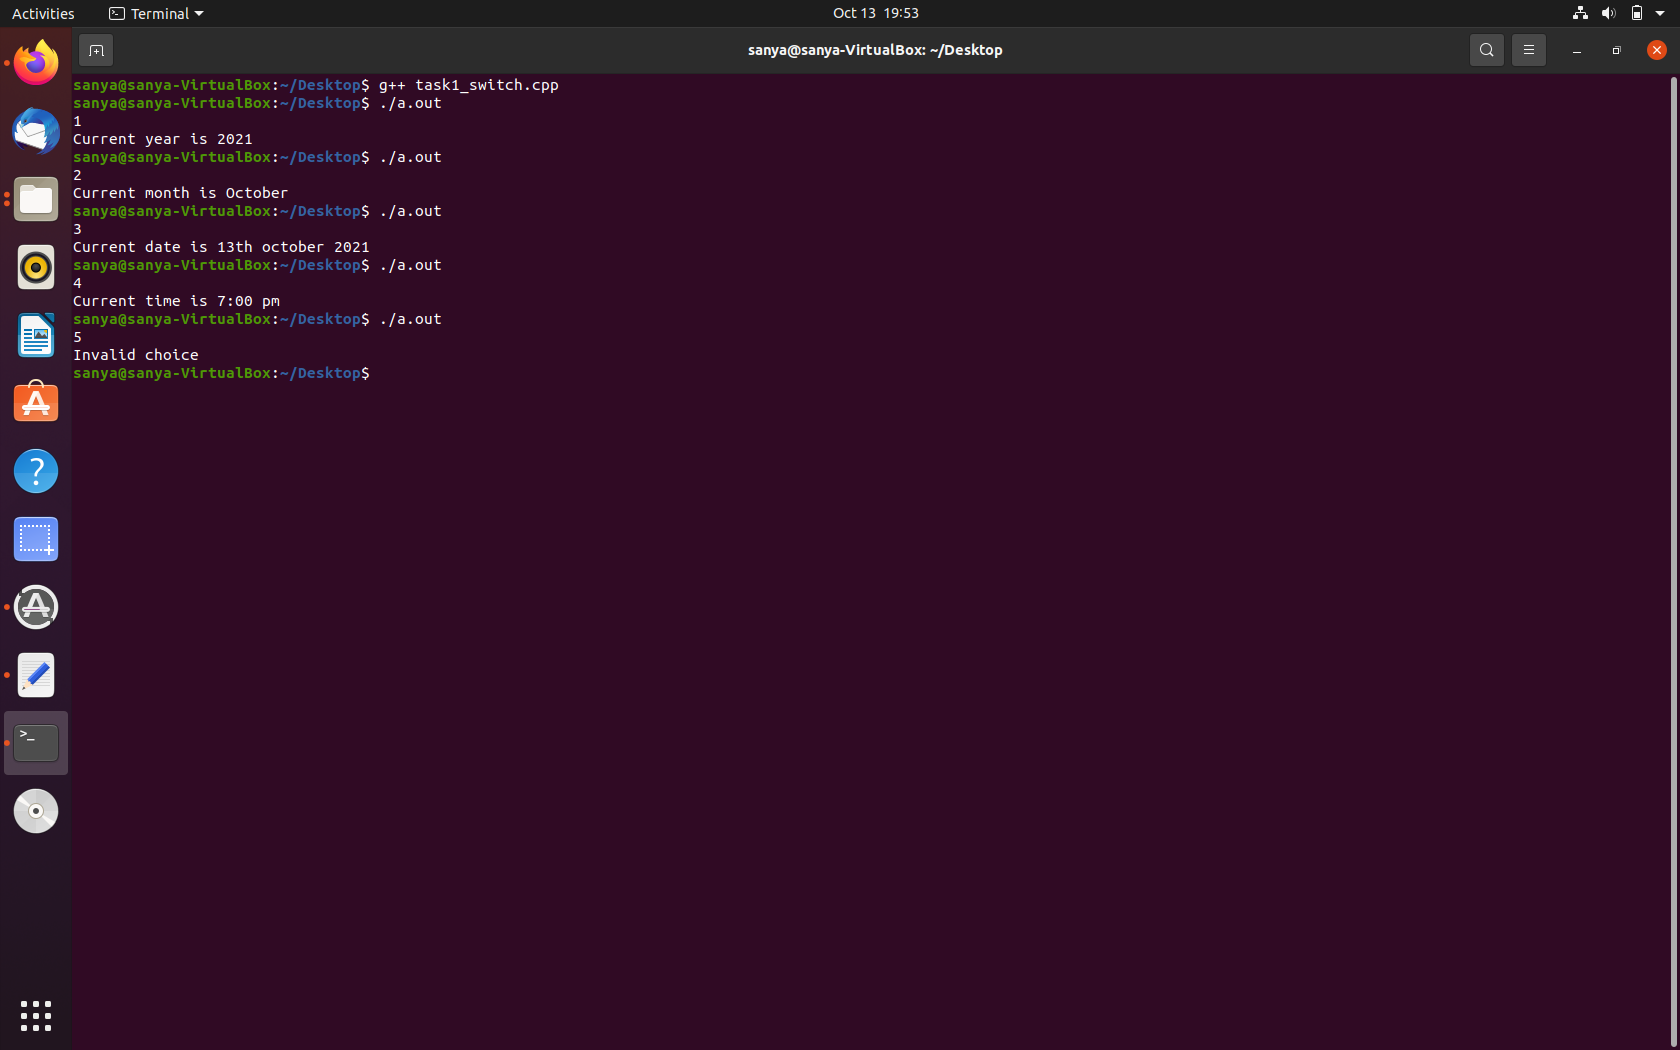 Activities Terminal Oct 13 19:53
sanya@sanya-VirtualBox: ~/Desktop
sanya@sanya-VirtualBox:~/Desktop$ g++ task1_switch.cpp
sanya@sanya-VirtualBox:~/Desktop$ ./a.out
1
Current year is 2021
sanya@sanya-VirtualBox:~/Desktop$ ./a.out
2
Current month is October
sanya@sanya-VirtualBox:~/Desktop$ ./a.out
3
Current date is 13th october 2021
sanya@sanya-VirtualBox:~/Desktop$ ./a.out
4
Current time is 7:00 pm
sanya@sanya-VirtualBox:~/Desktop$ ./a.out
5
Invalid choice
sanya@sanya-VirtualBox:~/Desktop$